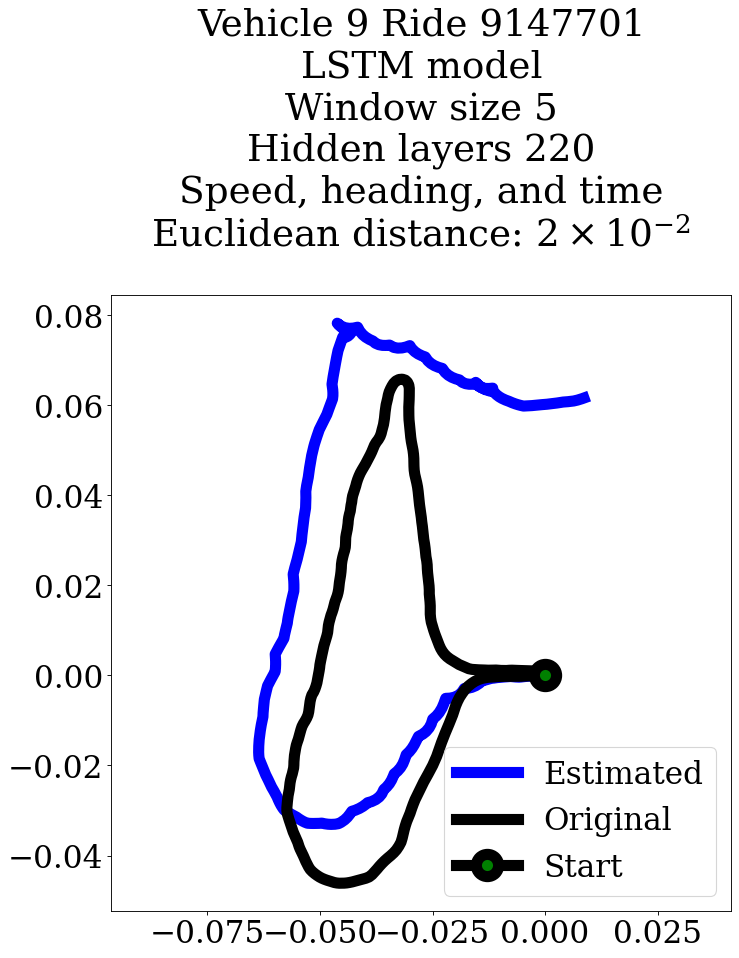 Vehicle 9 Ride 9147701
LSTM model
Window size 5
Hidden layers 220
Speed, heading, and time
Euclidean distance: 2 × 10⁻²
0.08
0.06
0.04
0.02
0.00
−0.02
−0.04
Estimated
Original
Start
−0.075 −0.050 −0.025 0.000 0.025